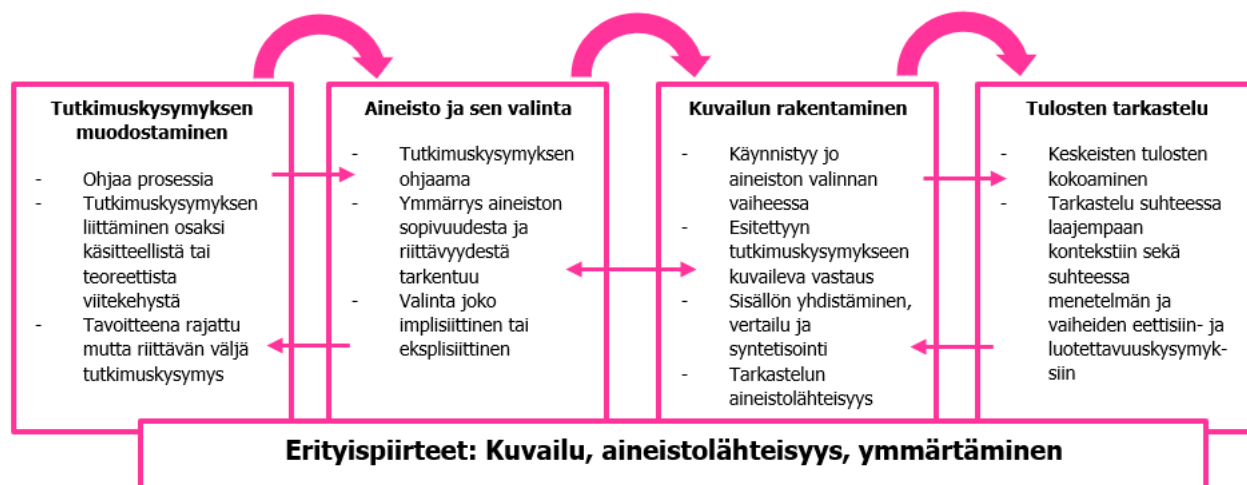 Tutkimuskysymyksen
muodostaminen
- Ohjaa prosessia
- Tutkimuskysymyksen
liittäminen osaksi
käsitteellistä tai
teoreettista
viitekehystä
- Tavoitteena rajattu
mutta riittävän väljä
tutkimuskysymys
Aineisto ja sen valinta
- Tutkimuskysymyksen
ohjaama
- Ymmärrys aineiston
sopivuudesta ja
riittävyydestä
tarkentuu
- Valinta joko
implisiittinen tai
eksplisiittinen
Kuvailun rakentaminen
- Käynnistyy jo
aineiston valinnan
vaiheessa
- Esitettyyn
tutkimuskysymykseen
kuvaileva vastaus
- Sisällön yhdistäminen,
vertailu ja
syntetisointi
- Tarkastelun
aineistolähteisyys
Tulosten tarkastelu
- Keskeisten tulosten
kokoaminen
- Tarkastelu suhteessa
laajempaan
kontekstiin sekä
suhteessa
menetelmän ja
vaiheiden eettisiin- ja
luotettavuuskysymyk-
siin
Erityispiirteet: Kuvailu, aineistolähteisyys, ymmärtäminen